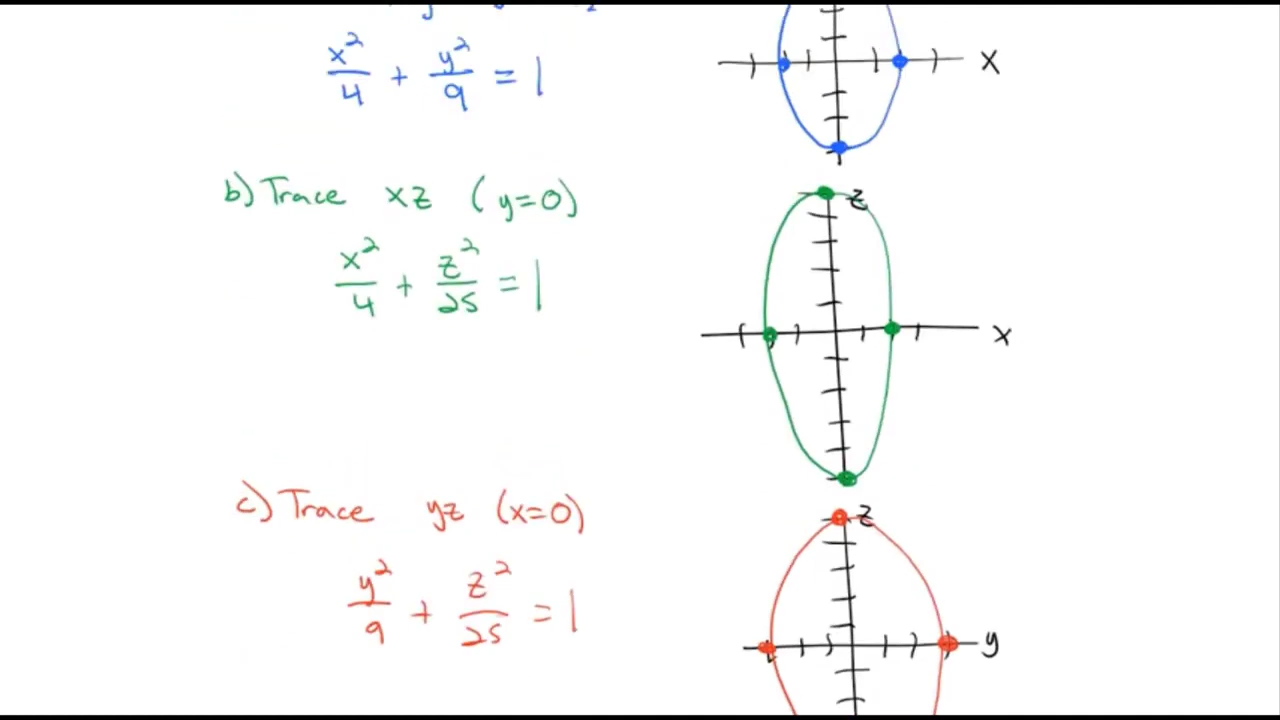 x²/4 + y²/9 = 1
x
b) Trace xz (y=0)
z
x²/4 + z²/25 = 1
x
c) Trace yz (x=0)
z
y²/9 + z²/25 = 1
y